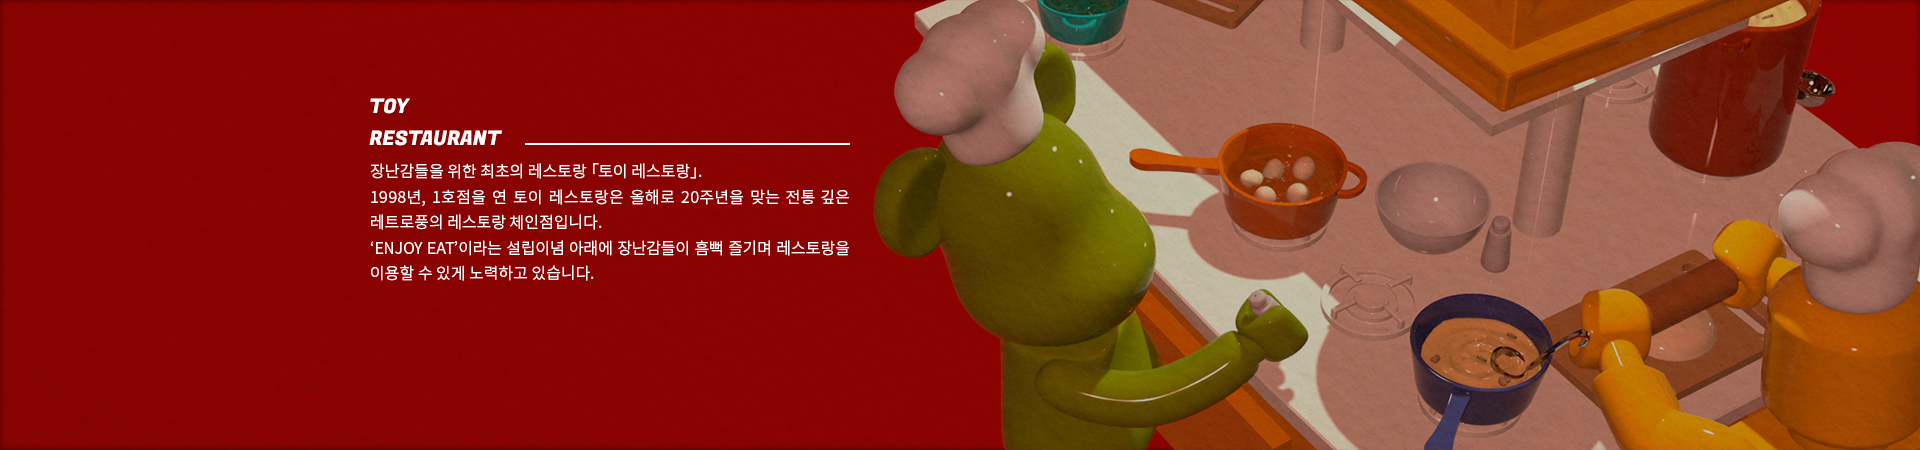 TOY
RESTAURANT
장난감들을 위한 최초의 레스토랑 「토이 레스토랑」.
1998년, 1호점을 연 토이 레스토랑은 올해로 20주년을 맞는 전통 깊은
레트로풍의 레스토랑 체인점입니다.
‘ENJOY EAT’이라는 설립이념 아래에 장난감들이 흠뻑 즐기며 레스토랑을
이용할 수 있게 노력하고 있습니다.